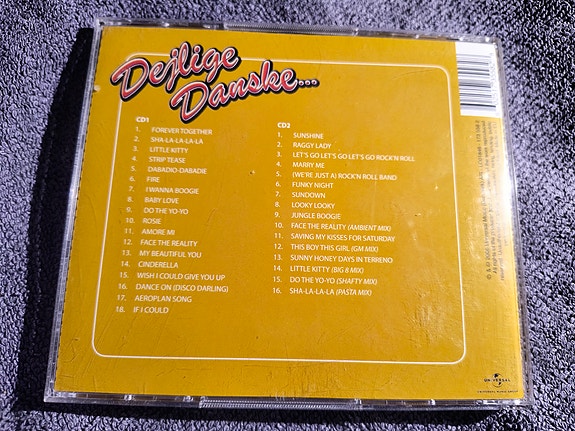 Dejlige
Danske...
CD1
1. FOREVER TOGETHER
2. SHA-LA-LA-LA-LA
3. LITTLE KITTY
4. STRIP TEASE
5. DABADIO-DABADIE
6. FIRE
7. I WANNA BOOGIE
8. BABY LOVE
9. DO THE YO-YO
10. ROSIE
11. AMORE MI
12. FACE THE REALITY
13. MY BEAUTIFUL YOU
14. CINDERELLA
15. WISH I COULD GIVE YOU UP
16. DANCE ON (DISCO DARLING)
17. AEROPLAN SONG
18. IF I COULD
CD2
1. SUNSHINE
2. RAGGY LADY
3. LET'S GO LET'S GO LET'S GO ROCK'N ROLL
4. MARRY ME
5. (WE'RE JUST A) ROCK'N ROLL BAND
6. FUNKY NIGHT
7. SUNDOWN
8. LOOKY LOOKY
9. JUNGLE BOOGIE
10. FACE THE REALITY (AMBIENT MIX)
11. SAVING MY KISSES FOR SATURDAY
12. THIS BOY THIS GIRL (GM MIX)
13. SUNNY HONEY DAYS IN TERRENO
14. LITTLE KITTY (BIG 8 MIX)
15. DO THE YO-YO (SHAFTY MIX)
16. SHA-LA-LA-LA (PASTA MIX)
UNIVERSAL